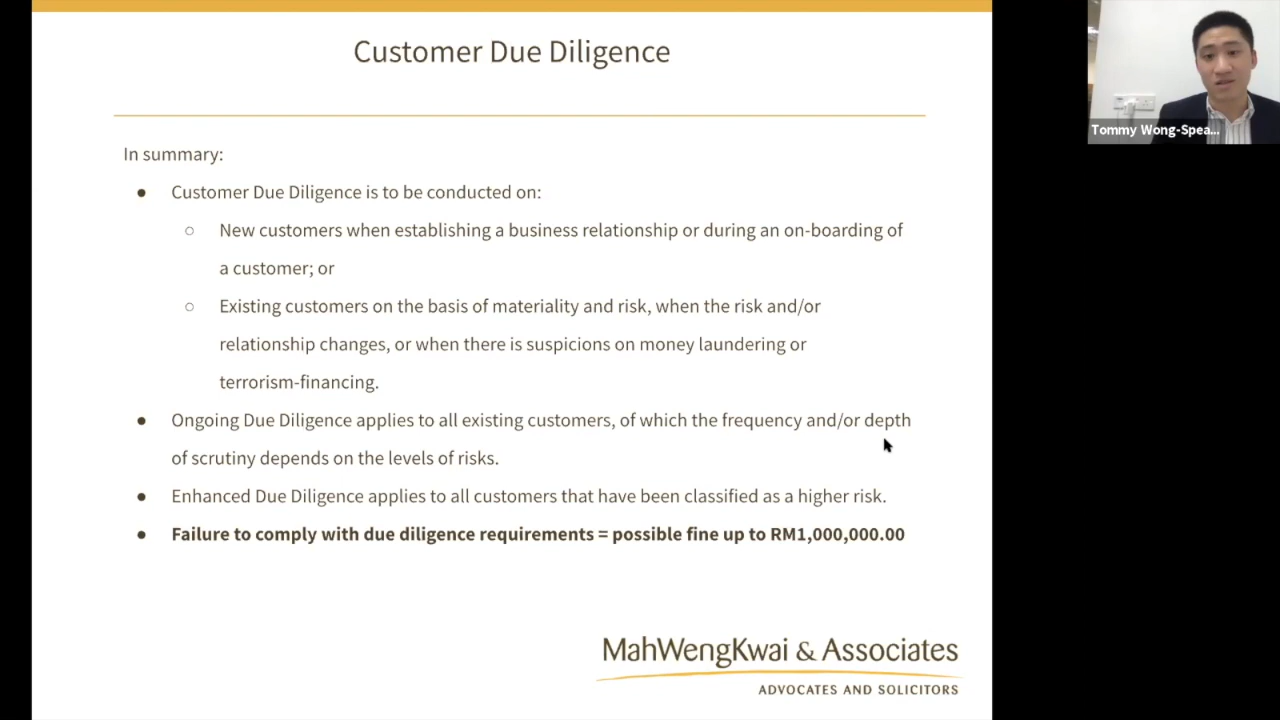 Customer Due Diligence
In summary:
● Customer Due Diligence is to be conducted on:
○ New customers when establishing a business relationship or during an on-boarding of
a customer; or
○ Existing customers on the basis of materiality and risk, when the risk and/or
relationship changes, or when there is suspicions on money laundering or
terrorism-financing.
● Ongoing Due Diligence applies to all existing customers, of which the frequency and/or depth
of scrutiny depends on the levels of risks.
● Enhanced Due Diligence applies to all customers that have been classified as a higher risk.
● Failure to comply with due diligence requirements = possible fine up to RM1,000,000.00
MahWengKwai & Associates
ADVOCATES AND SOLICITORS
Tommy Wong-Spea...